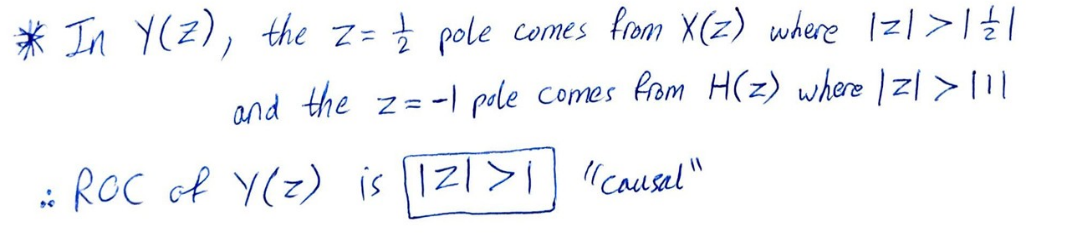 * In Y(z), the z = 1/2 pole comes from X(z) where |z| > |1/2|
and the z = -1 pole comes from H(z) where |z| > |1|
∴ ROC of Y(z) is |z| > 1 "causal"